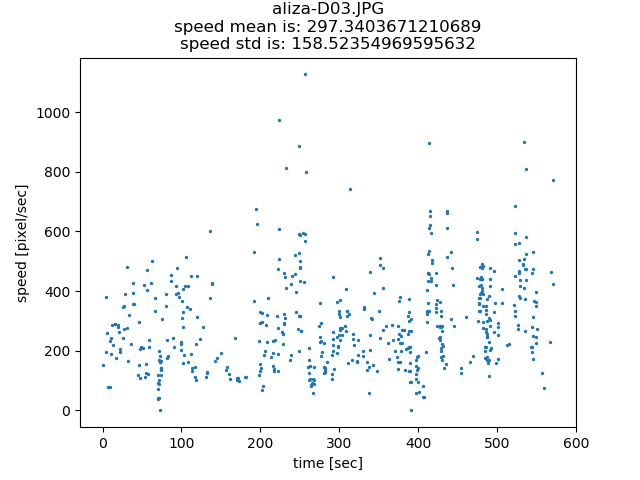 aliza-D03.JPG
speed mean is: 297.3403671210689
speed std is: 158.52354969595632
1000
800
600
400
200
0
speed [pixel/sec]
0 100 200 300 400 500 600
time [sec]